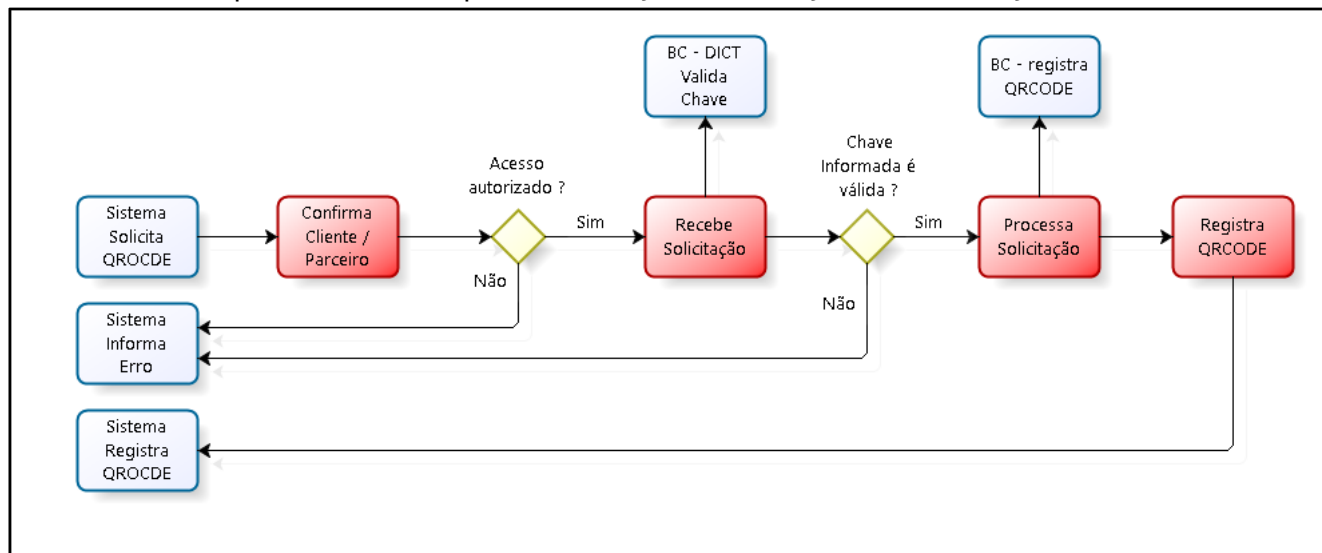 BC - DICT
Valida
Chave
BC - registra
QRCODE
Acesso
autorizado ?
Chave
Informada é
válida ?
Sistema
Solicita
QROCDE
Confirma
Cliente /
Parceiro
Sim
Recebe
Solicitação
Sim
Processa
Solicitação
Registra
QRCODE
Não
Não
Sistema
Informa
Erro
Sistema
Registra
QROCDE